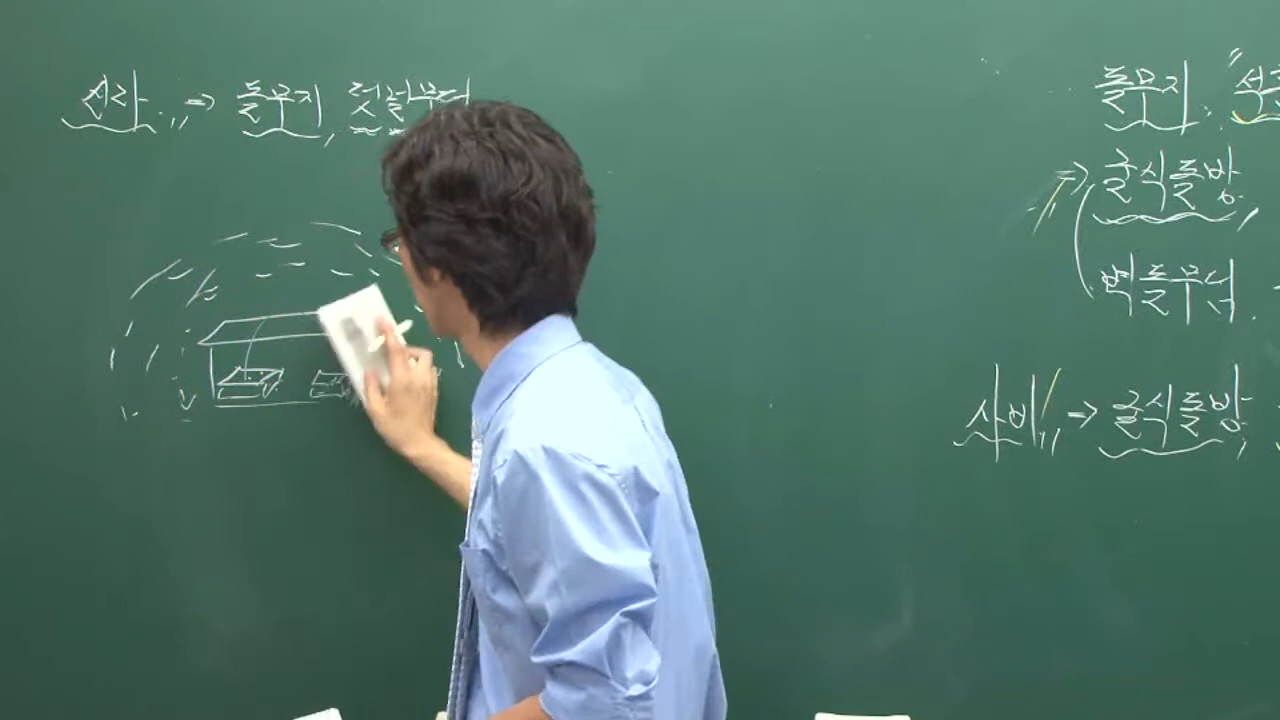 신라 ,, => 돌무지, 덧널무덤
돌무지 . "석
=> 굴식돌방,
벽돌무덤.
사비 ,, => 굴식돌방,